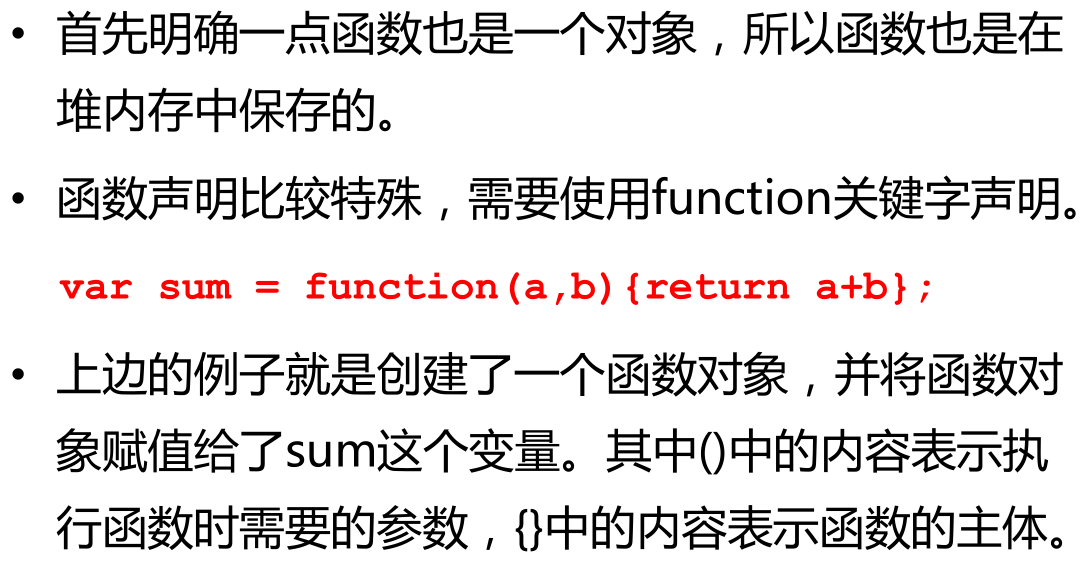 • 首先明确一点函数也是一个对象，所以函数也是在
堆内存中保存的。
• 函数声明比较特殊，需要使用function关键字声明。
var sum = function(a,b){return a+b};
• 上边的例子就是创建了一个函数对象，并将函数对
象赋值给了sum这个变量。其中()中的内容表示执
行函数时需要的参数，{}中的内容表示函数的主体。